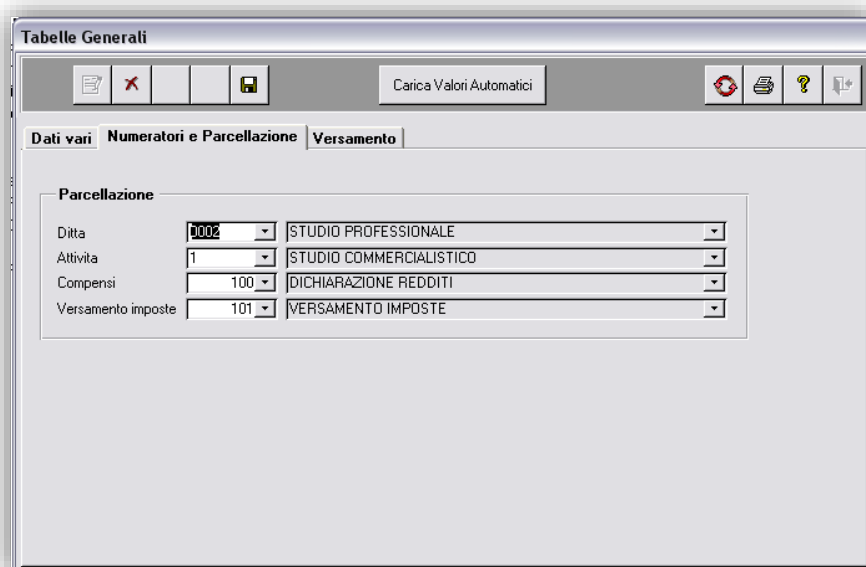 Tabelle Generali
Carica Valori Automatici
?
Dati vari Numeratori e Parcellazione Versamento
Parcellazione
Ditta 0002 STUDIO PROFESSIONALE
Attivita 1 STUDIO COMMERCIALISTICO
Compensi 100 DICHIARAZIONE REDDITI
Versamento imposte 101 VERSAMENTO IMPOSTE